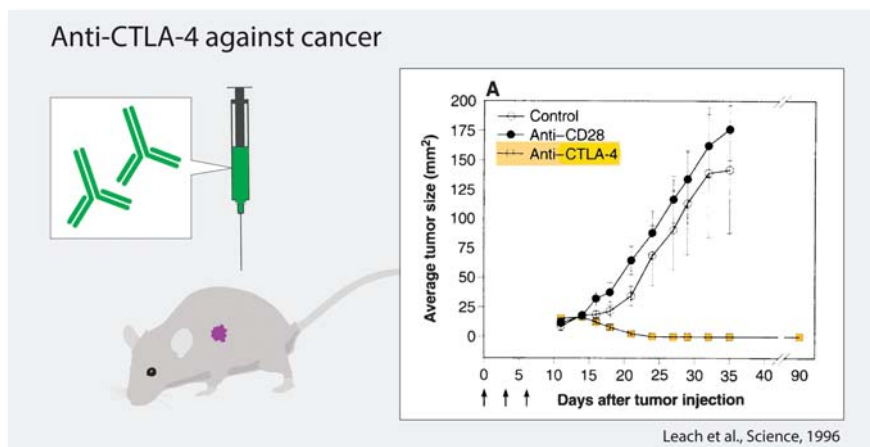 Anti-CTLA-4 against cancer
A
Control
Anti–CD28
Anti–CTLA-4
Average tumor size (mm²)
200
175
150
125
100
75
50
25
0
0 5 10 15 20 25 30 35 40 90
Days after tumor injection
Leach et al., Science, 1996